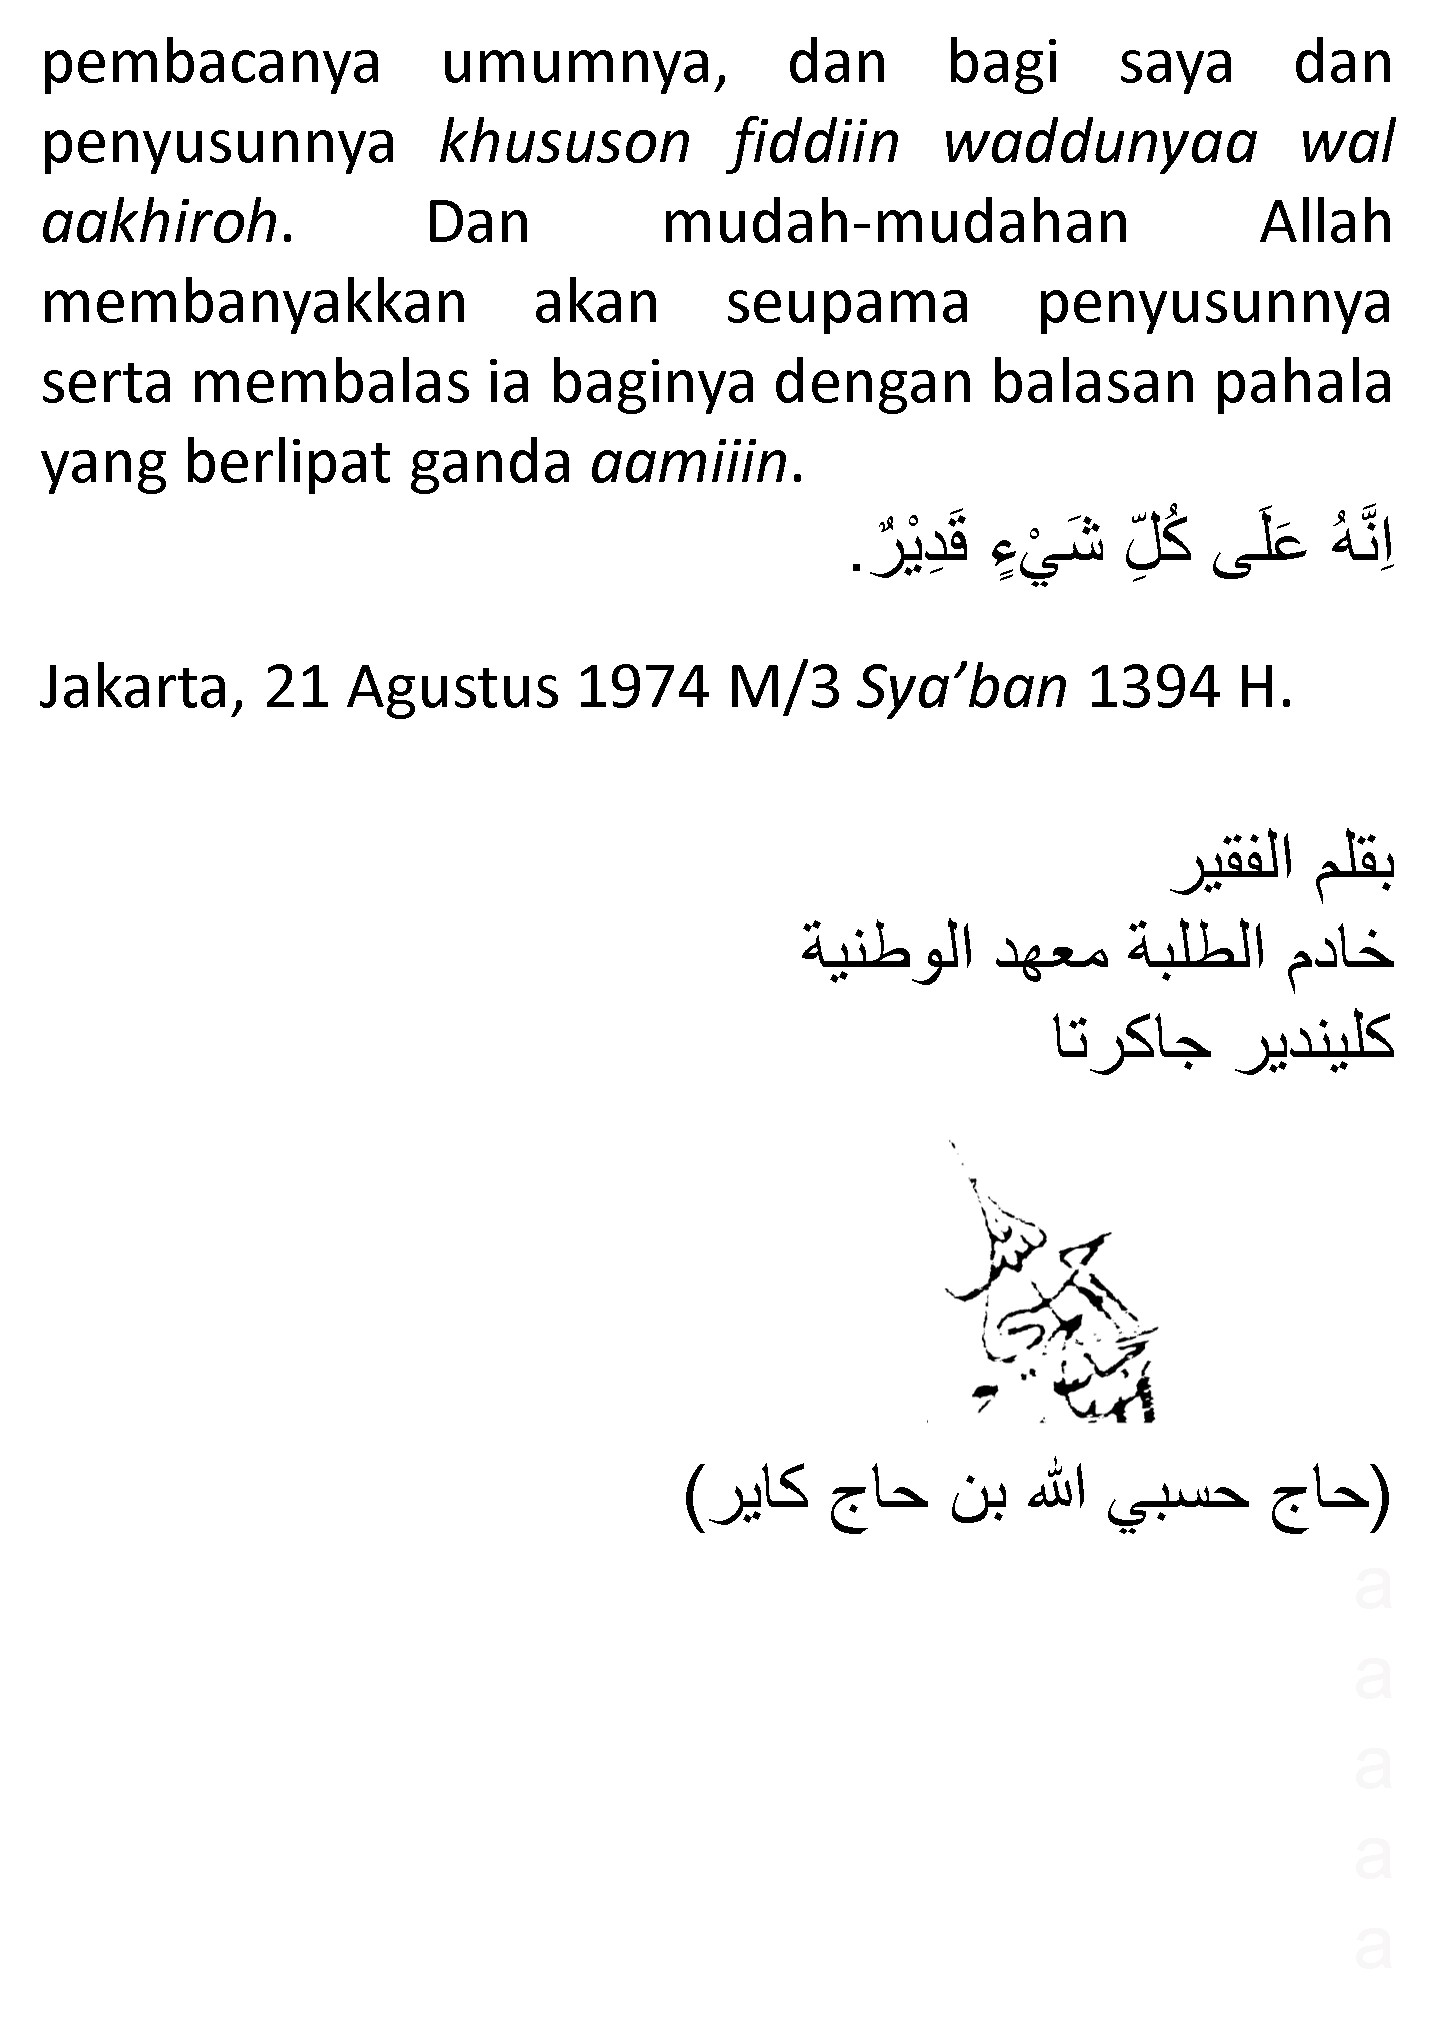 pembacanya umumnya, dan bagi saya dan
penyusunnya khususon fiddiin waddunyaa wal
aakhiroh. Dan mudah-mudahan Allah
membanyakkan akan seupama penyusunnya
serta membalas ia baginya dengan balasan pahala
yang berlipat ganda aamiiin.
اِنَّهُ عَلَى كُلِّ شَيْءٍ قَدِيْرٌ.
Jakarta, 21 Agustus 1974 M/3 Sya’ban 1394 H.
بقلم الفقير
خادم الطلبة معهد الوطنية
كليندير جاكرتا
(حاج حسبي الله بن حاج كاير)
a
a
a
a
a